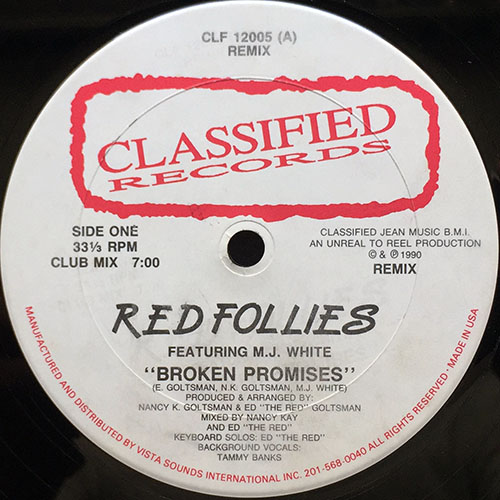 CLF 12005 (A)
REMIX
CLASSIFIED
RECORDS
SIDE ONE
33⅓ RPM
CLUB MIX 7:00
CLASSIFIED JEAN MUSIC B.M.I.
AN UNREAL TO REEL PRODUCTION
© & ℗ 1990
REMIX
RED FOLLIES
FEATURING M.J. WHITE
"BROKEN PROMISES"
(E. GOLTSMAN, N.K. GOLTSMAN, M.J. WHITE)
PRODUCED & ARRANGED BY:
NANCY K. GOLTSMAN & ED "THE RED" GOLTSMAN
MIXED BY NANCY KAY
AND ED "THE RED"
KEYBOARD SOLOS: ED "THE RED"
BACKGROUND VOCALS:
TAMMY BANKS
MANUFACTURED AND DISTRIBUTED BY VISTA SOUNDS INTERNATIONAL INC. 201-568-0040 ALL RIGHTS RESERVED - MADE IN USA